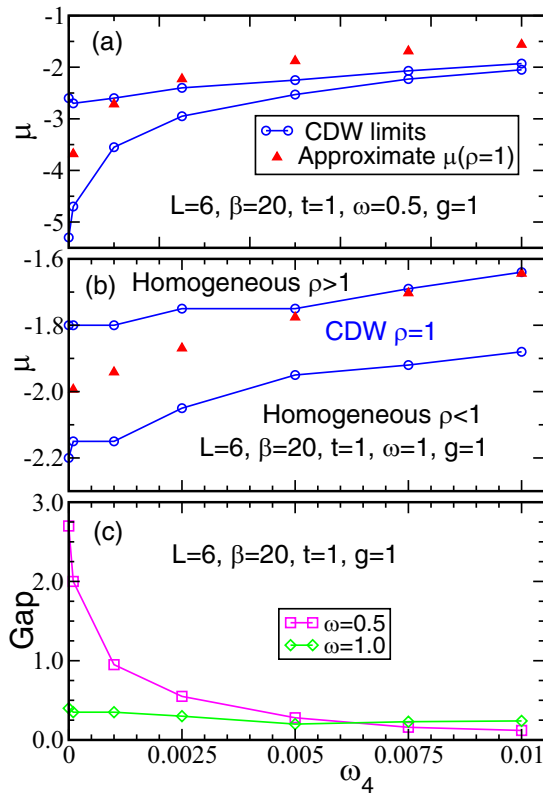 -1
(a)
-2
-3
μ
CDW limits
Approximate μ(ρ=1)
-4
L=6, β=20, t=1, ω=0.5, g=1
-5
-1.6
(b) Homogeneous ρ>1
-1.8
CDW ρ=1
μ
-2.0
Homogeneous ρ<1
-2.2
L=6, β=20, t=1, ω=1, g=1
3.0
(c)
L=6, β=20, t=1, g=1
2.0
Gap
ω=0.5
ω=1.0
1.0
0.0
0 0.0025 0.005 0.0075 0.01
ω4